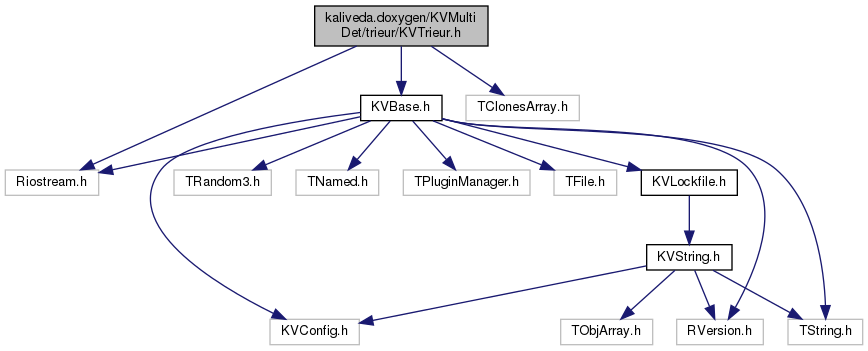 kaliveda.doxygen/KVMulti
Det/trieur/KVTrieur.h
KVBase.h
TClonesArray.h
Riostream.h
TRandom3.h
TNamed.h
TPluginManager.h
TFile.h
KVLockfile.h
KVString.h
KVConfig.h
TObjArray.h
RVersion.h
TString.h